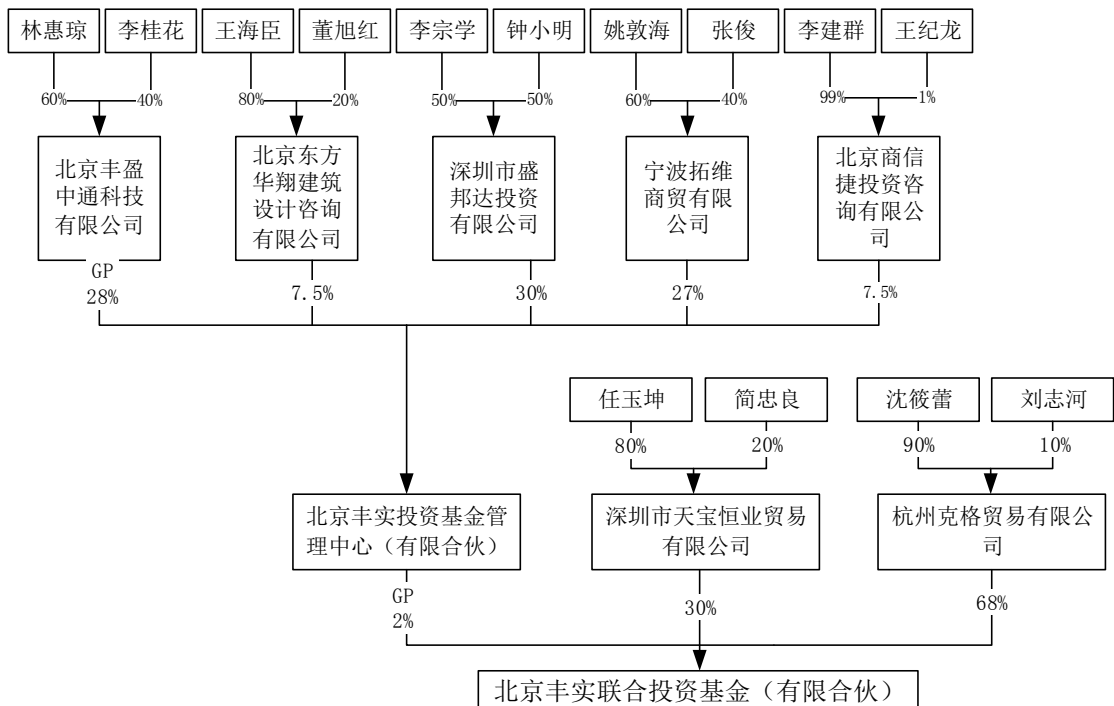 林惠琼
李桂花
王海臣
董旭红
李宗学
钟小明
姚敦海
张俊
李建群
王纪龙
60%
40%
80%
20%
50%
50%
60%
40%
99%
1%
北京丰盈
中通科技
有限公司
北京东方
华翔建筑
设计咨询
有限公司
深圳市盛
邦达投资
有限公司
宁波拓维
商贸有限
公司
北京商信
捷投资咨
询有限公
司
GP
28%
7.5%
30%
27%
7.5%
任玉坤
简忠良
沈筱蕾
刘志河
80%
20%
90%
10%
北京丰实投资基金管
理中心（有限合伙）
深圳市天宝恒业贸易
有限公司
杭州克格贸易有限公
司
GP
2%
30%
68%
北京丰实联合投资基金（有限合伙）